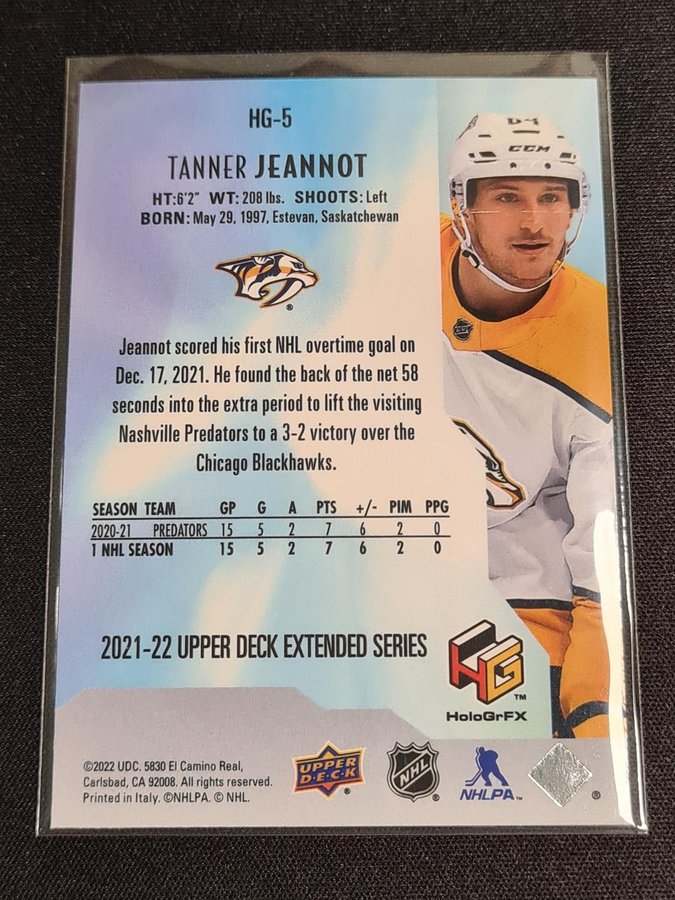 HG-5
TANNER JEANNOT
HT:6'2" WT: 208 lbs. SHOOTS: Left
BORN: May 29, 1997, Estevan, Saskatchewan
®
Jeannot scored his first NHL overtime goal on
Dec. 17, 2021. He found the back of the net 58
seconds into the extra period to lift the visiting
Nashville Predators to a 3-2 victory over the
Chicago Blackhawks.
SEASON TEAM GP G A PTS +/- PIM PPG
2020-21 PREDATORS 15 5 2 7 6 2 0
1 NHL SEASON 15 5 2 7 6 2 0
2021-22 UPPER DECK EXTENDED SERIES
HG™
HoloGrFX
©2022 UDC. 5830 El Camino Real,
Carlsbad, CA 92008. All rights reserved.
Printed in Italy. ©NHLPA. © NHL.
UPPER DECK®
NHL®
NHLPA™
®
CCM